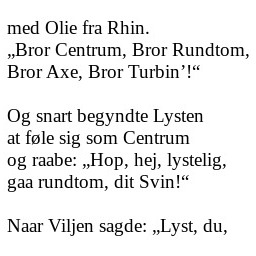 med Olie fra Rhin.
„Bror Centrum, Bror Rundtom,
Bror Axe, Bror Turbin’!“

Og snart begyndte Lysten
at føle sig som Centrum
og raabe: „Hop, hej, lystelig,
gaa rundtom, dit Svin!“

Naar Viljen sagde: „Lyst, du,